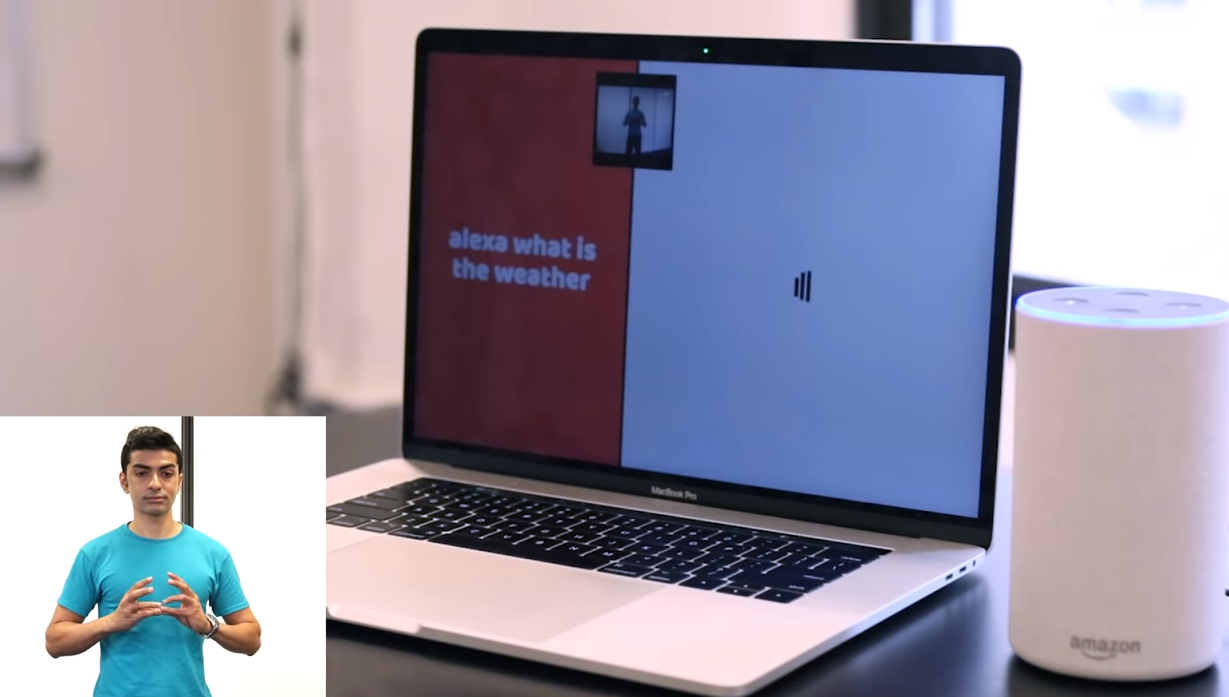 alexa what is
the weather
MacBook Pro
amazon